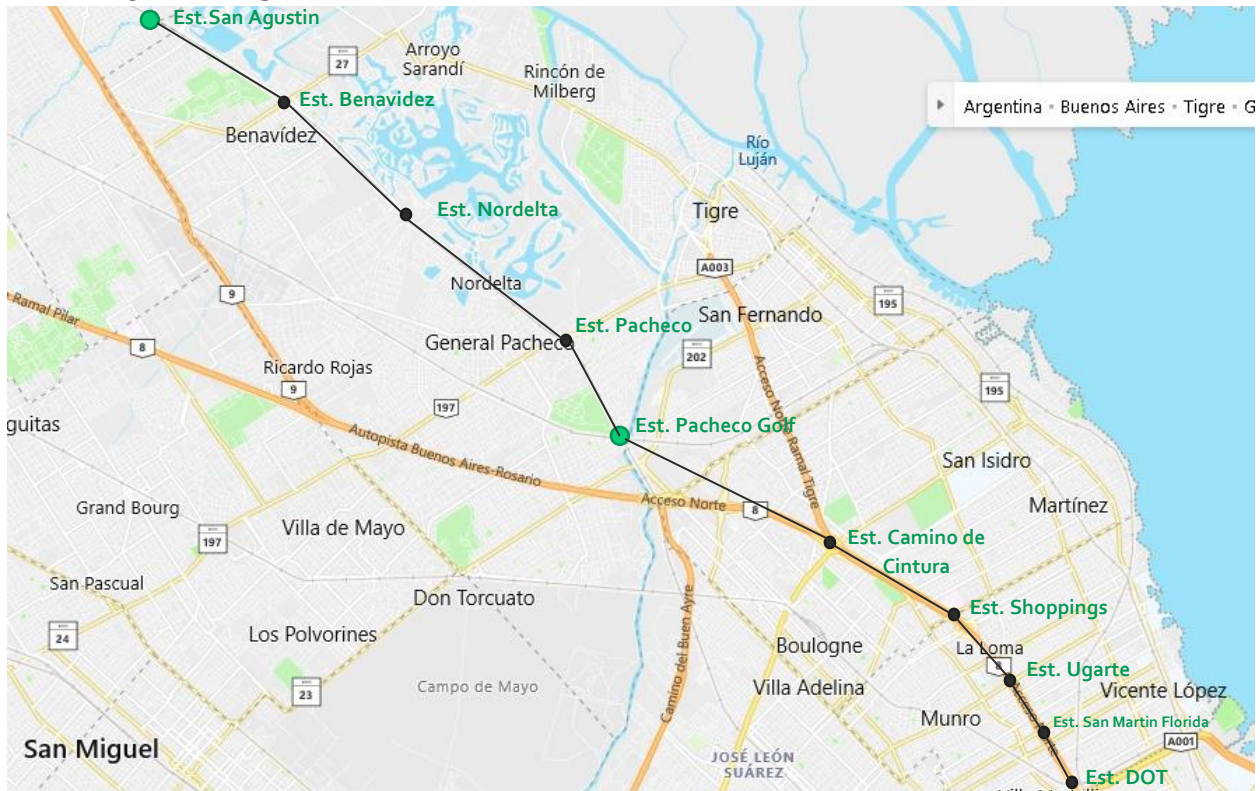 Est.San Agustin
Arroyo
Sarandí
27
Rincón de
Milberg
Est. Benavidez
Argentina • Buenos Aires • Tigre • G
Benavídez
Río
Luján
Est. Nordelta
Tigre
A003
Nordelta
9
Ramal Pilar
195
San Fernando
Est. Pacheco
General Pacheco
8
202
Ricardo Rojas
9
195
Acceso Norte Ramal Tigre
197
guitas
Est. Pacheco Golf
Autopista Buenos Aires-Rosario
San Isidro
Acceso Norte
8
Martínez
Grand Bourg
Villa de Mayo
197
Est. Camino de
Cintura
San Pascual
Don Torcuato
Est. Shoppings
24
Los Polvorines
Camino del Buen Ayre
Boulogne
La Loma
8
Est. Ugarte
23
Campo de Mayo
Villa Adelina
Vicente López
Munro
Est. San Martin Florida
San Miguel
A001
JOSÉ LEÓN
SUÁREZ
Est. DOT